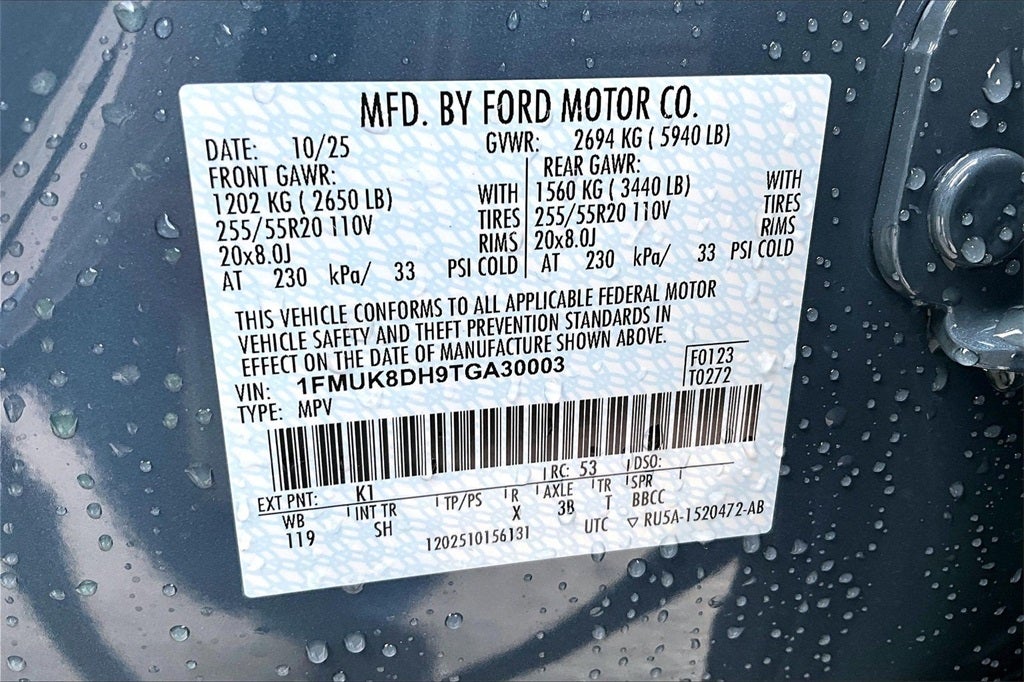 MFD. BY FORD MOTOR CO.
DATE: 10/25 GVWR: 2694 KG ( 5940 LB)
FRONT GAWR: REAR GAWR:
1202 KG ( 2650 LB) WITH 1560 KG ( 3440 LB) WITH
255/55R20 110V TIRES 255/55R20 110V TIRES
20x8.0J RIMS 20x8.0J RIMS
AT 230 kPa/ 33 PSI COLD AT 230 kPa/ 33 PSI COLD
THIS VEHICLE CONFORMS TO ALL APPLICABLE FEDERAL MOTOR
VEHICLE SAFETY AND THEFT PREVENTION STANDARDS IN
EFFECT ON THE DATE OF MANUFACTURE SHOWN ABOVE.
VIN: 1FMUK8DH9TGA30003 F0123
TYPE: MPV T0272
EXT PNT: K1 RC: 53 DSO:
WB INT TR TP/PS R AXLE TR SPR
119 SH X 3B T BBCC
1202510156131 UTC ▽ RU5A-1520472-AB